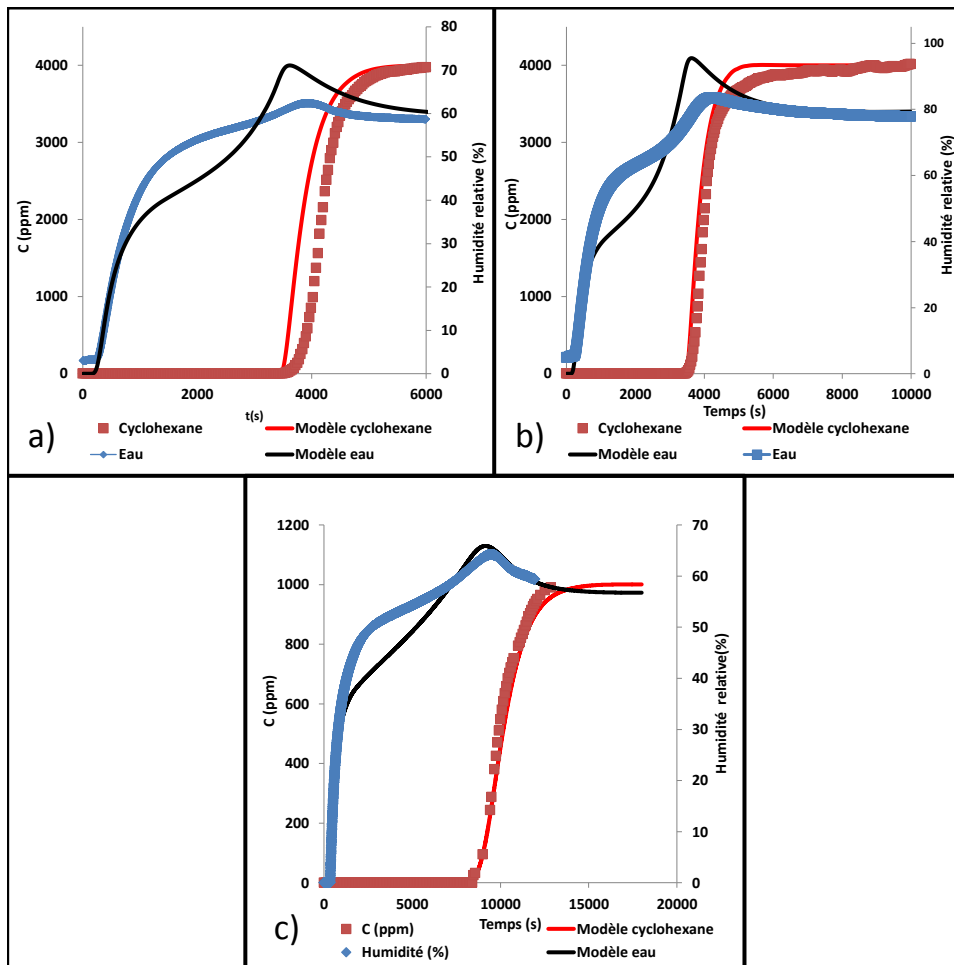 4000
3000
2000
1000
0
C (ppm)
80
70
60
50
40
30
20
10
0
Humidité relative (%)
0
2000
4000
6000
t(s)
a)
Cyclohexane
Modèle cyclohexane
Eau
Modèle eau
4000
3000
2000
1000
0
C (ppm)
100
80
60
40
20
0
Humidité relative (%)
0
2000
4000
6000
8000
10000
Temps (s)
b)
Cyclohexane
Modèle cyclohexane
Modèle eau
Eau
1200
1000
800
600
400
200
0
C (ppm)
70
60
50
40
30
20
10
0
Humidité relative(%)
0
5000
10000
15000
20000
Temps (s)
c)
C (ppm)
Modèle cyclohexane
Humidité (%)
Modèle eau